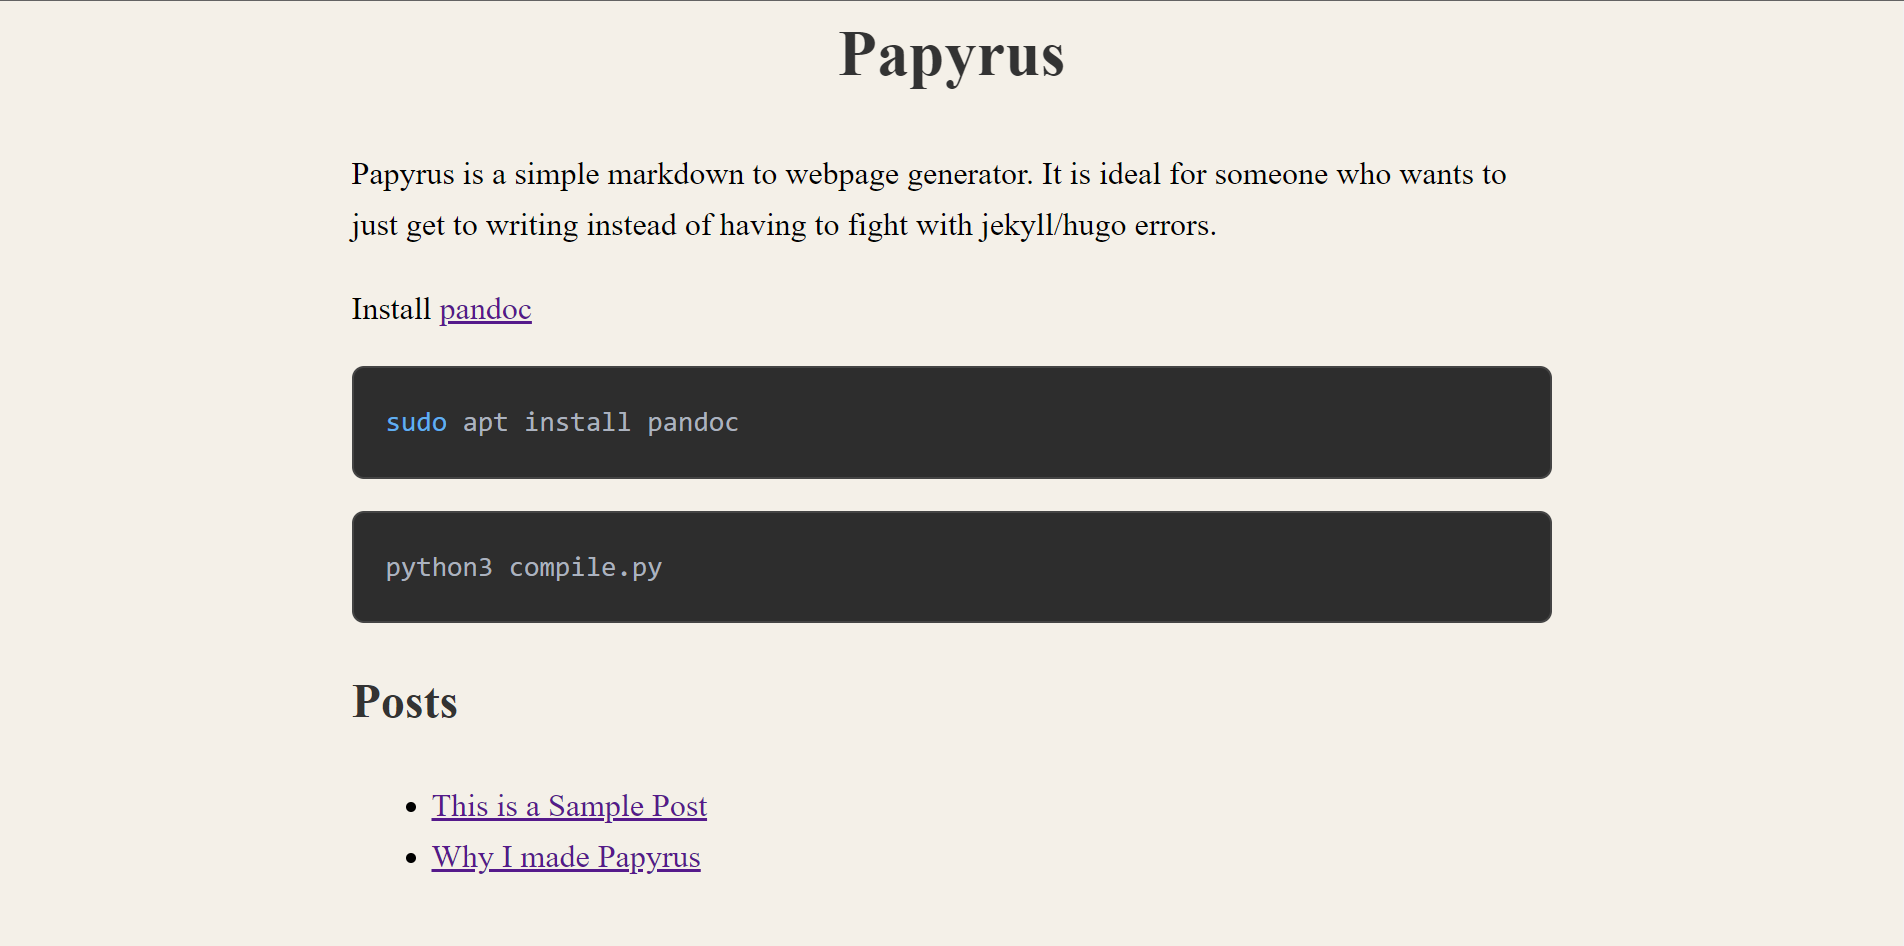 Papyrus
Papyrus is a simple markdown to webpage generator. It is ideal for someone who wants to
just get to writing instead of having to fight with jekyll/hugo errors.
Install pandoc
sudo apt install pandoc
python3 compile.py
Posts
This is a Sample Post
Why I made Papyrus